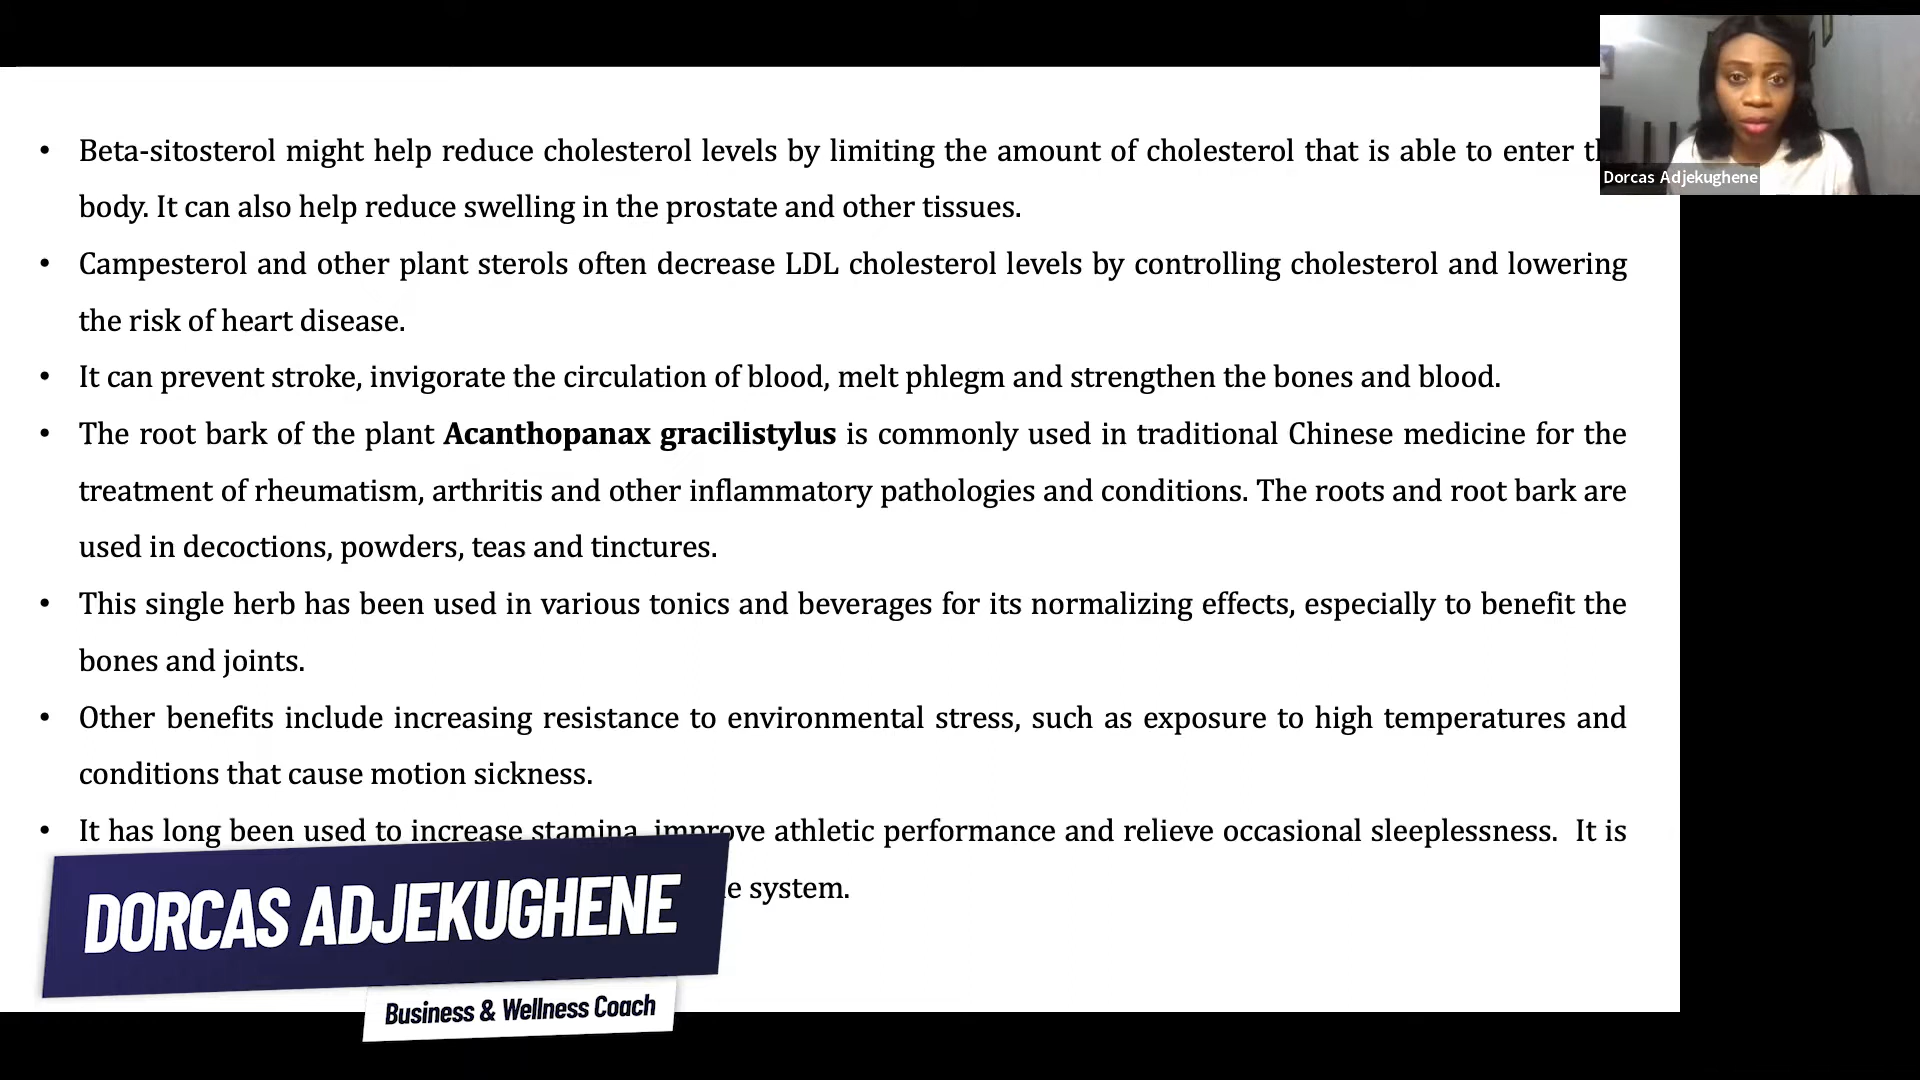 Beta-sitosterol might help reduce cholesterol levels by limiting the amount of cholesterol that is able to enter
body. It can also help reduce swelling in the prostate and other tissues.
Campesterol and other plant sterols often decrease LDL cholesterol levels by controlling cholesterol and lowering
the risk of heart disease.
It can prevent stroke, invigorate the circulation of blood, melt phlegm and strengthen the bones and blood.
The root bark of the plant Acanthopanax gracilistylus is commonly used in traditional Chinese medicine for the
treatment of rheumatism, arthritis and other inflammatory pathologies and conditions. The roots and root bark are
used in decoctions, powders, teas and tinctures.
This single herb has been used in various tonics and beverages for its normalizing effects, especially to benefit the
bones and joints.
Other benefits include increasing resistance to environmental stress, such as exposure to high temperatures and
conditions that cause motion sickness.
It has long been used to increase stamina, improve athletic performance and relieve occasional sleeplessness. It is
system.
Dorcas Adjekughene
DORCAS ADJEKUGHENE
Business & Wellness Coach